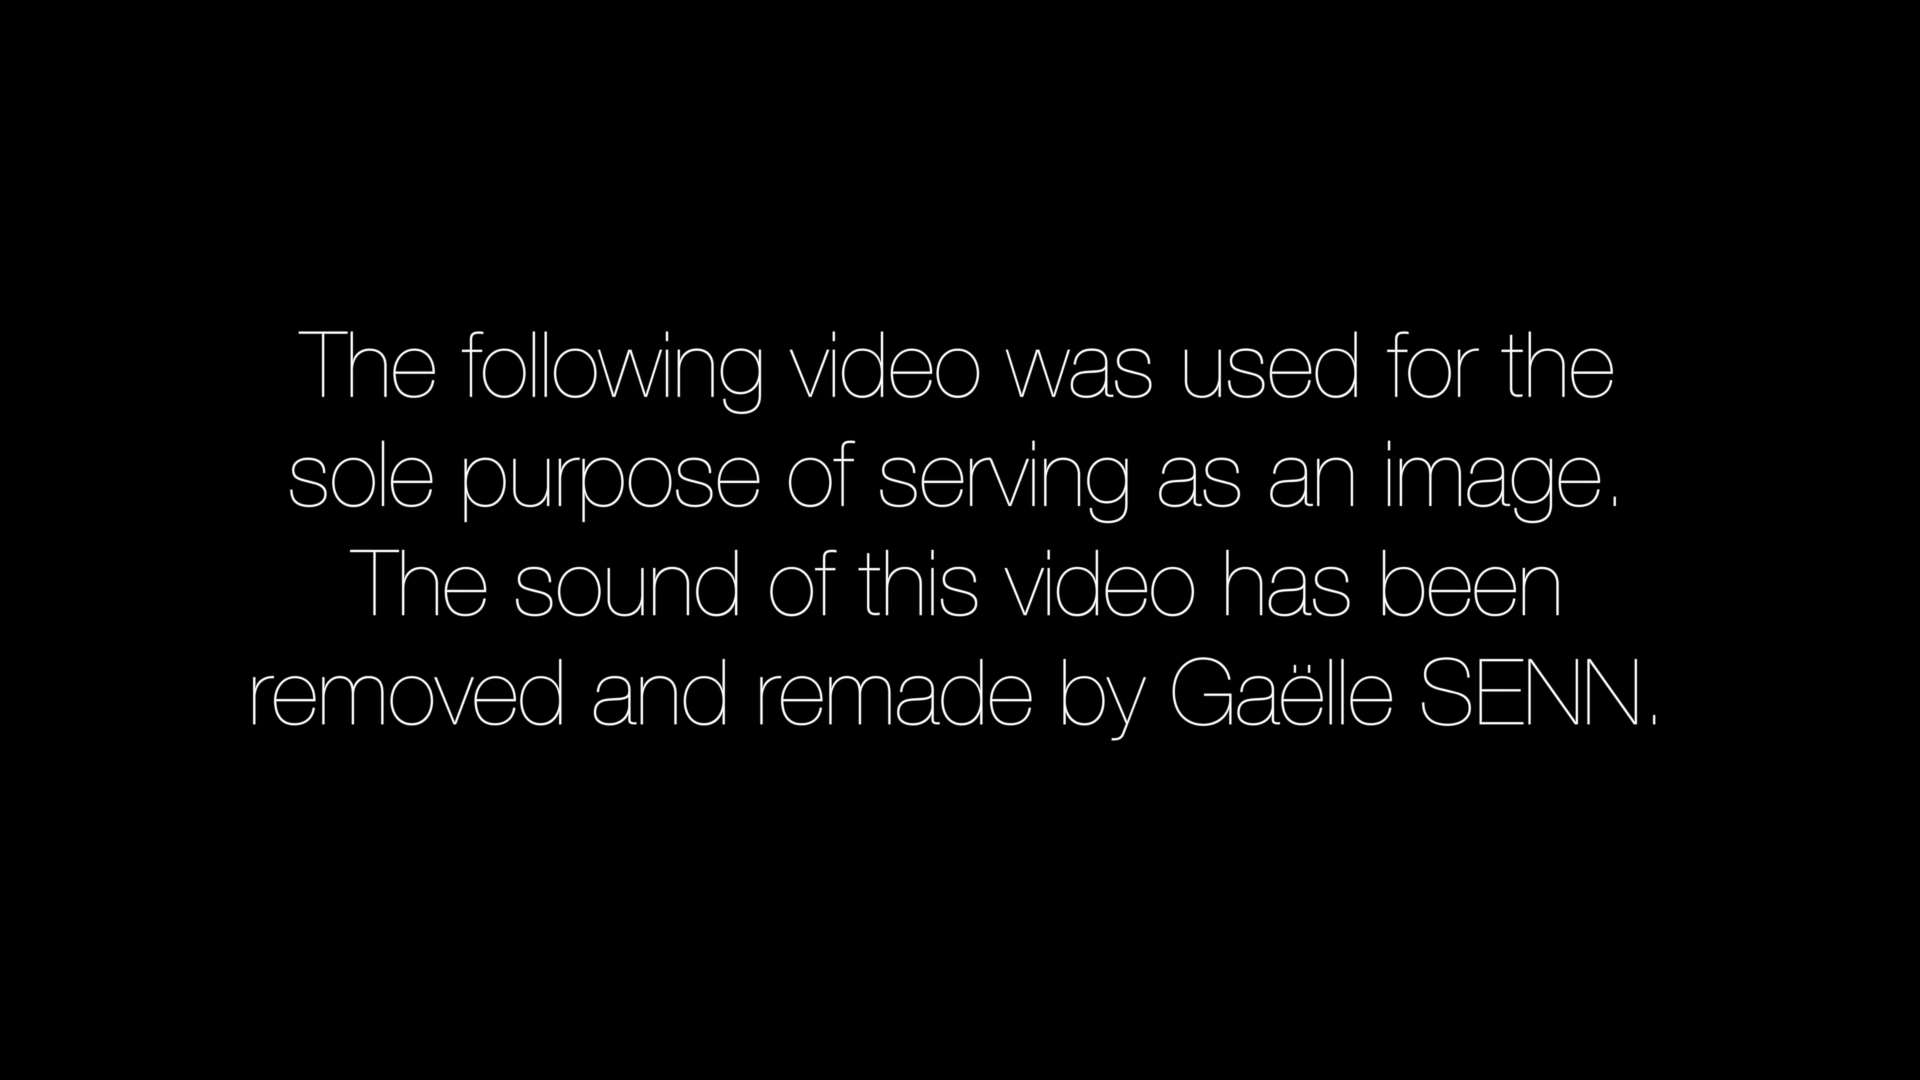 The following video was used for the
sole purpose of serving as an image.
The sound of this video has been
removed and remade by Gaëlle SENN.